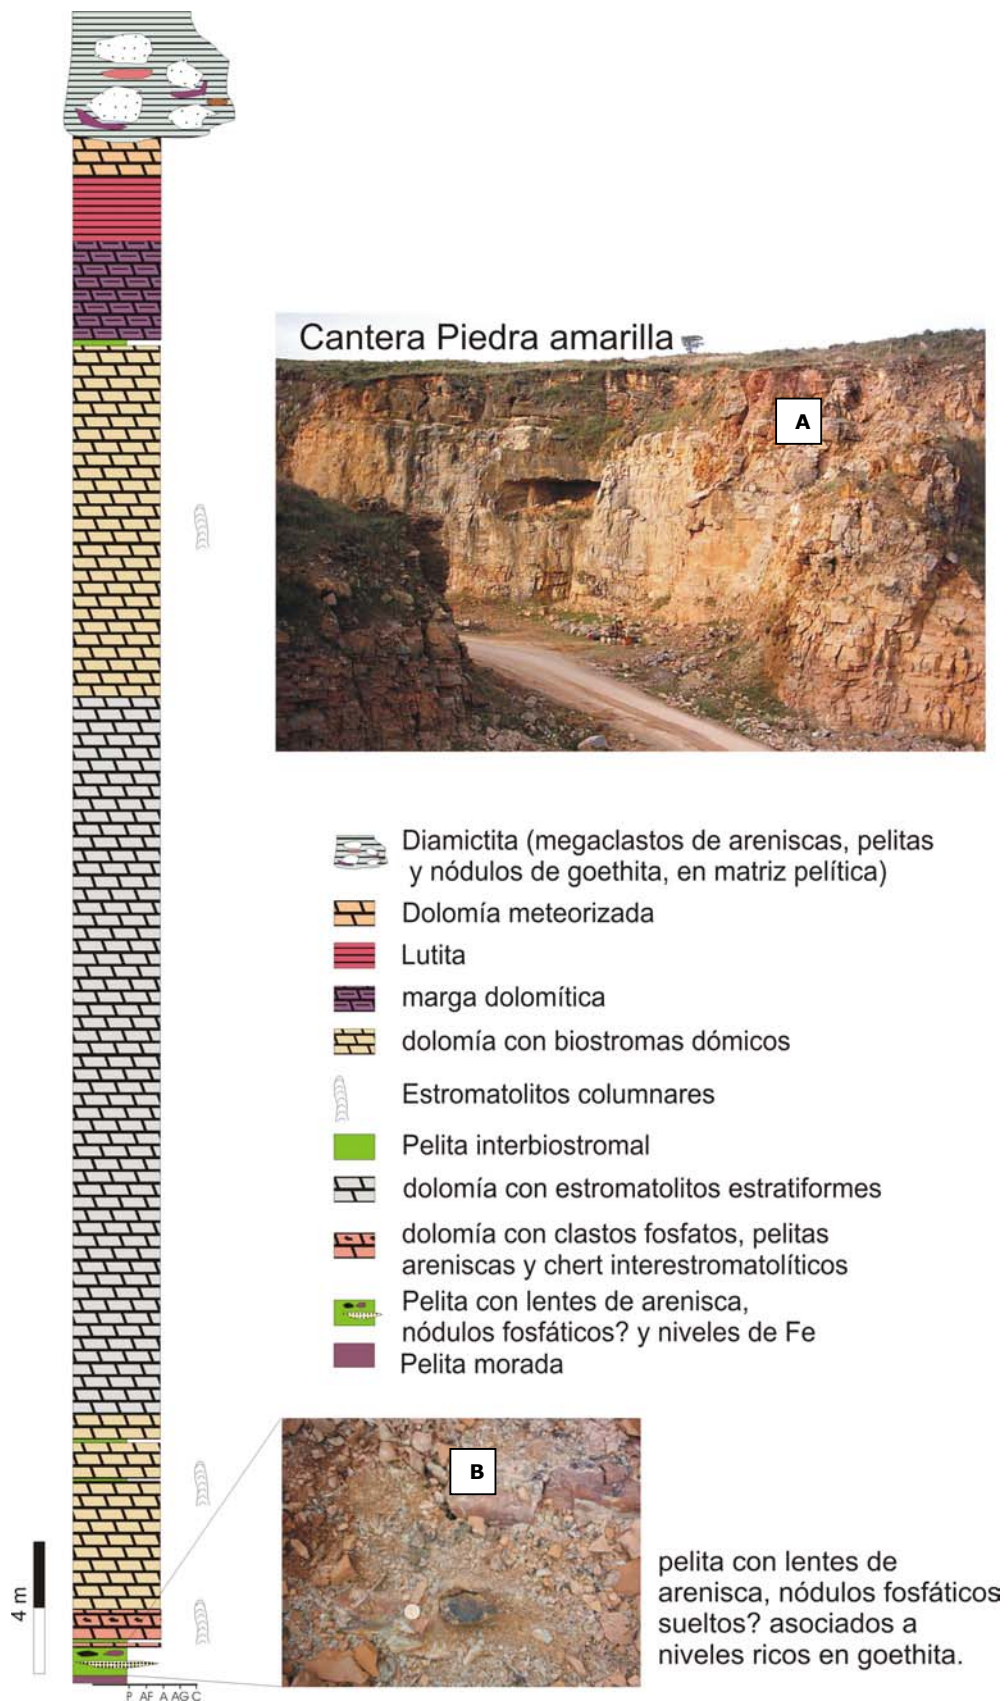 Cantera Piedra amarilla
A
Diamictita (megaclastos de areniscas, pelitas
y nódulos de goethita, en matriz pelítica)
Dolomía meteorizada
Lutita
marga dolomítica
dolomía con biostromas dómicos
Estromatolitos columnares
Pelita interbiostromal
dolomía con estromatolitos estratiformes
dolomía con clastos fosfatos, pelitas
areniscas y chert interestromatolíticos
Pelita con lentes de arenisca,
nódulos fosfáticos? y niveles de Fe
Pelita morada
B
pelita con lentes de
arenisca, nódulos fosfáticos
sueltos? asociados a
niveles ricos en goethita.
4 m
P AF A AG C